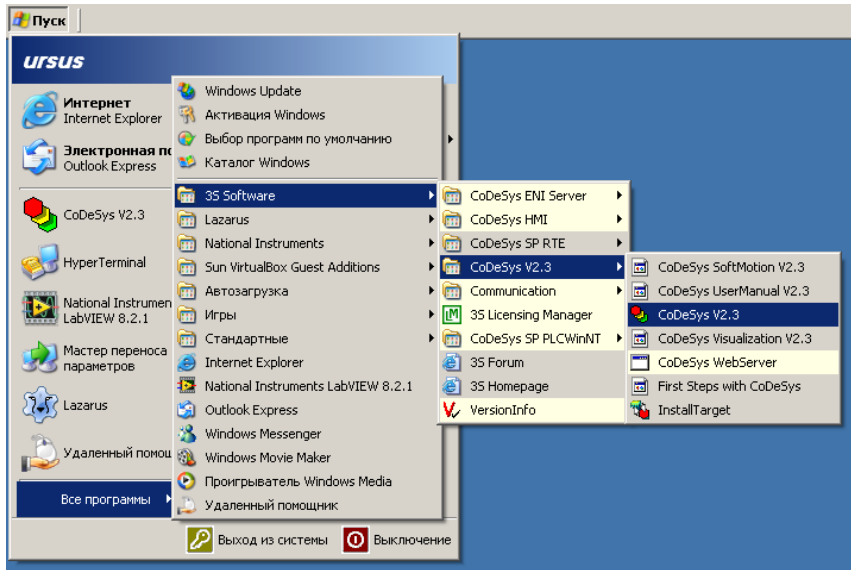 Пуск
ursus
Интернет
Internet Explorer
Электронная по
Outlook Express
CoDeSys V2.3
HyperTerminal
National Instrumen
LabVIEW 8.2.1
Мастер переноса
параметров
Lazarus
Удаленный помощ
Все программы
Windows Update
Активация Windows
Выбор программ по умолчанию
Каталог Windows
3S Software
Lazarus
National Instruments
Sun VirtualBox Guest Additions
Автозагрузка
Игры
Стандартные
Internet Explorer
National Instruments LabVIEW 8.2.1
Outlook Express
Windows Messenger
Windows Movie Maker
Проигрыватель Windows Media
Удаленный помощник
CoDeSys ENI Server
CoDeSys HMI
CoDeSys SP RTE
CoDeSys V2.3
Communication
3S Licensing Manager
CoDeSys SP PLCWinNT
3S Forum
3S Homepage
VersionInfo
CoDeSys SoftMotion V2.3
CoDeSys UserManual V2.3
CoDeSys V2.3
CoDeSys Visualization V2.3
CoDeSys WebServer
First Steps with CoDeSys
InstallTarget
Выход из системы
Выключение